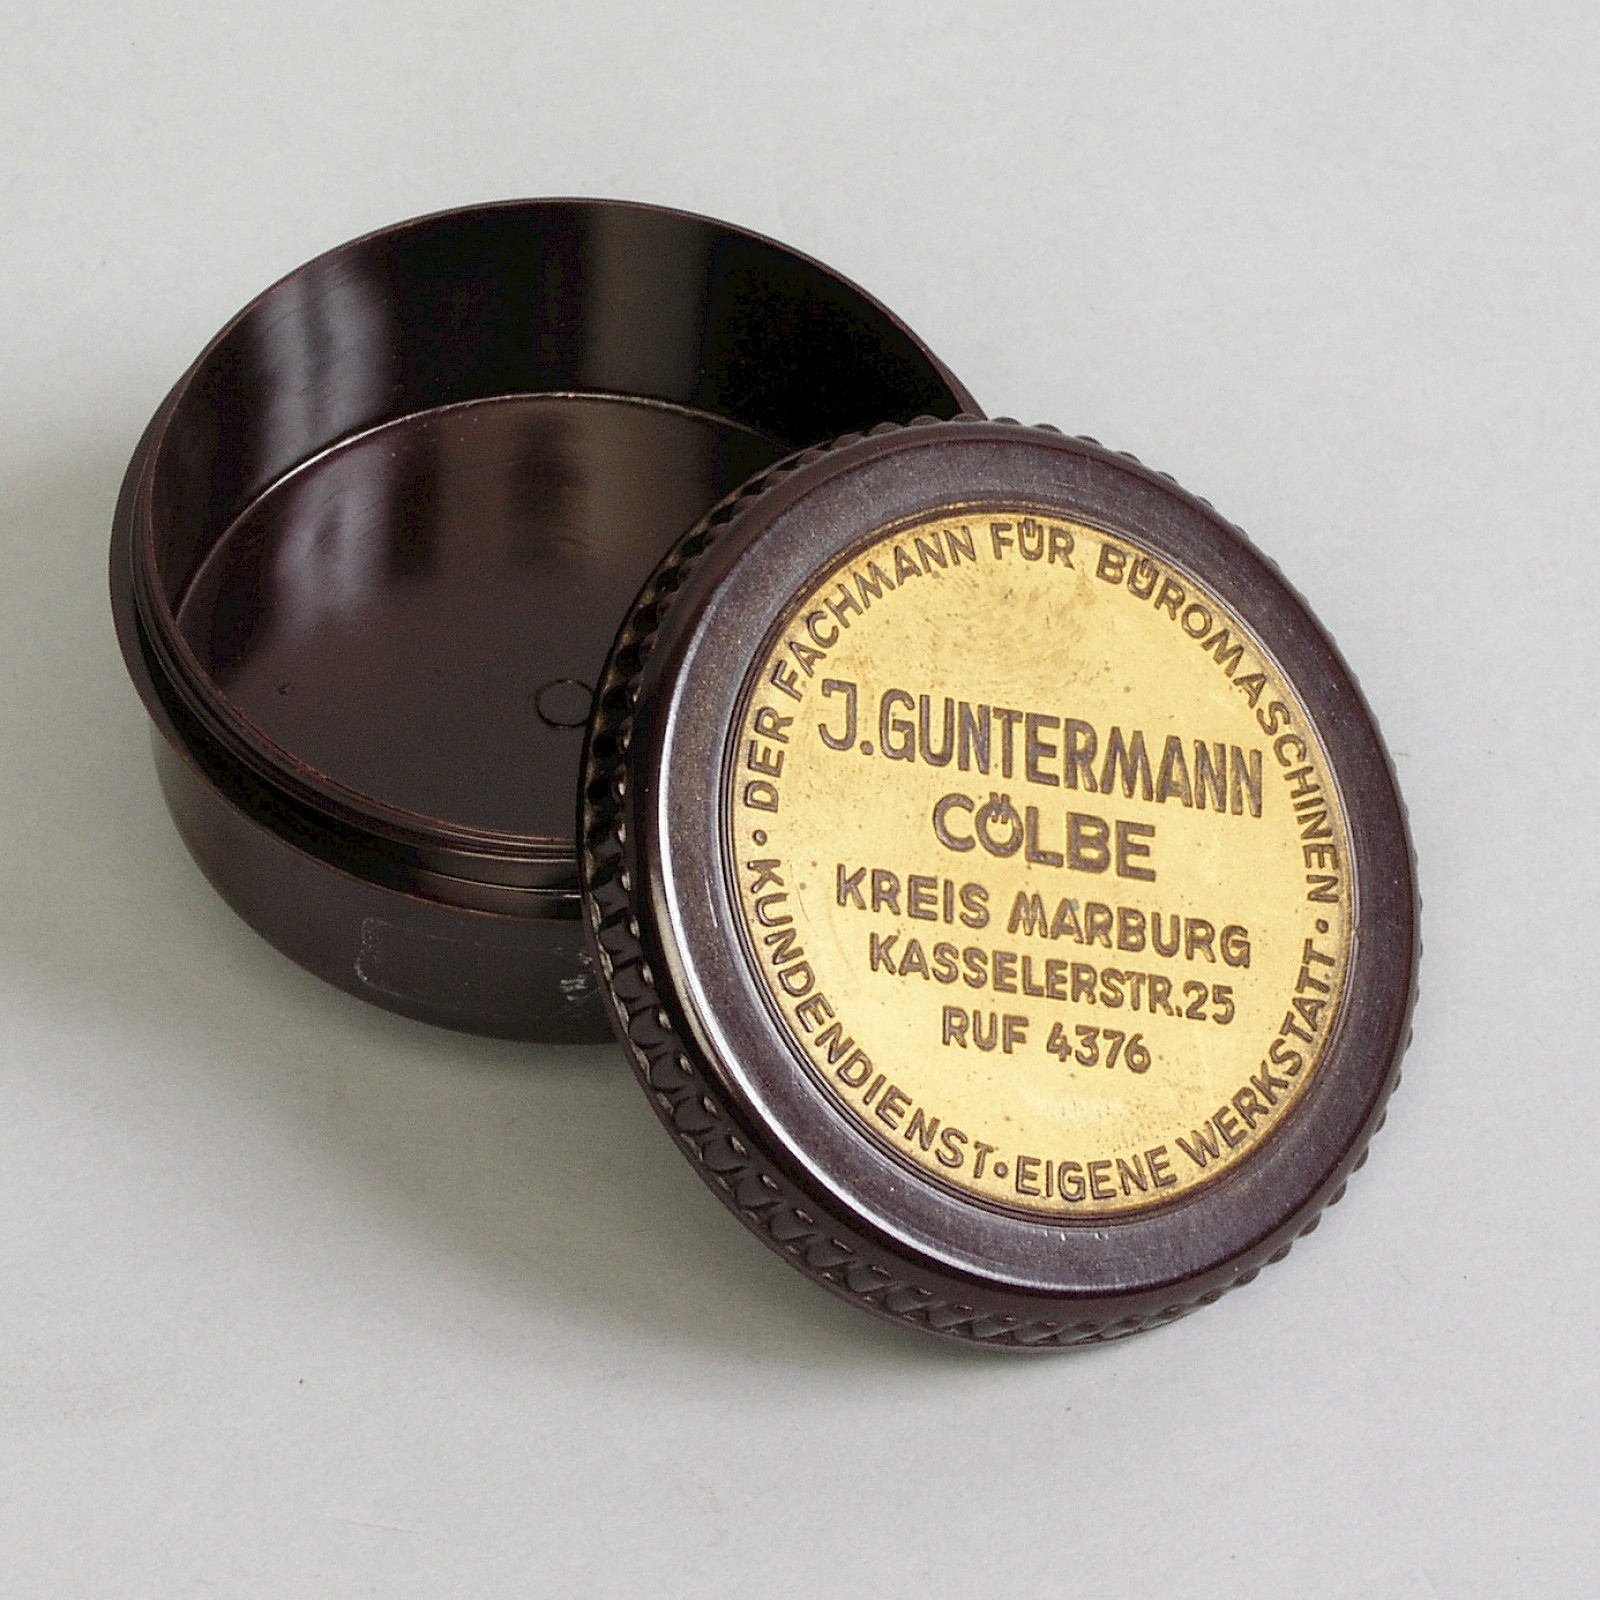 DER FACHMANN FÜR BÜROMASCHINEN
J.GUNTERMANN
CÖLBE
KREIS MARBURG
KASSELERSTR.25
RUF 4376
•KUNDENDIENST•EIGENE WERKSTATT•